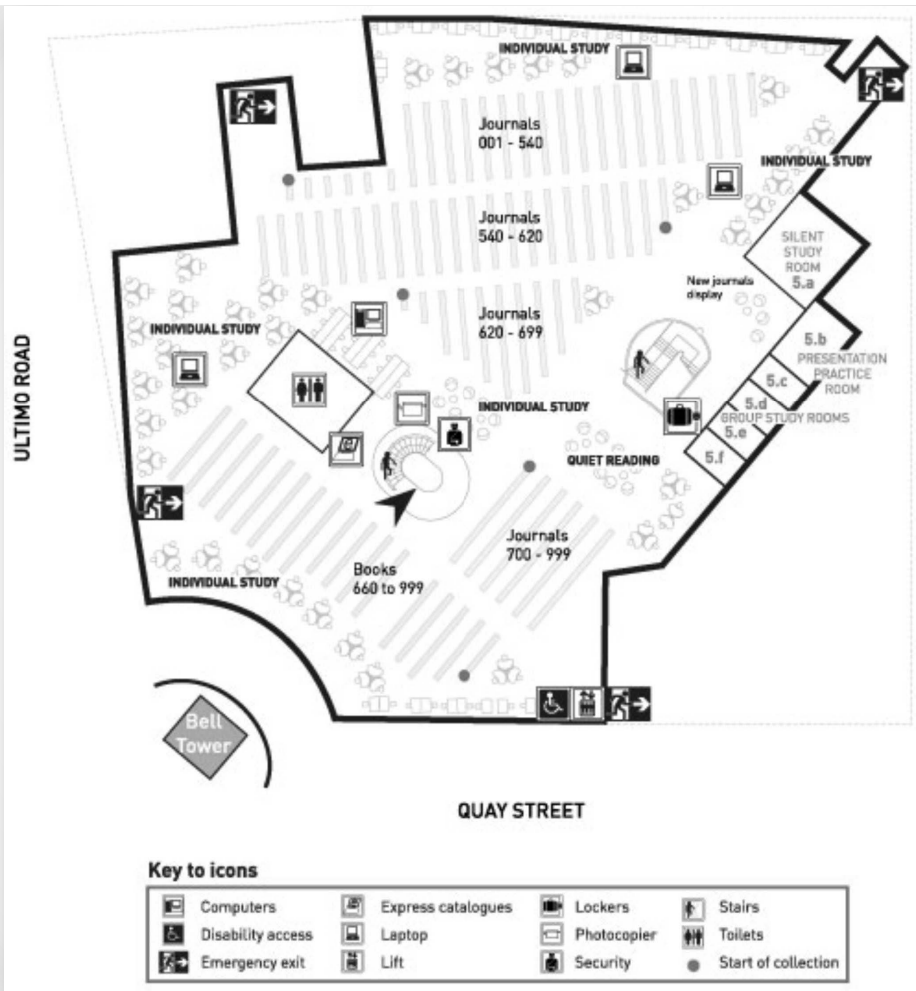 INDIVIDUAL STUDY
Journals
001 - 540
INDIVIDUAL STUDY
Journals
540 - 620
SILENT
STUDY
ROOM
5.a
New journals
display
Journals
620 - 699
INDIVIDUAL STUDY
5.b
PRESENTATION
PRACTICE
ROOM
5.c
5.d
GROUP STUDY ROOMS
5.e
5.f
INDIVIDUAL STUDY
QUIET READING
ULTIMO ROAD
Journals
700 - 999
Books
660 to 999
INDIVIDUAL STUDY
Bell
Tower
QUAY STREET
Key to icons
Computers
Express catalogues
Lockers
Stairs
Disability access
Laptop
Photocopier
Toilets
Emergency exit
Lift
Security
Start of collection